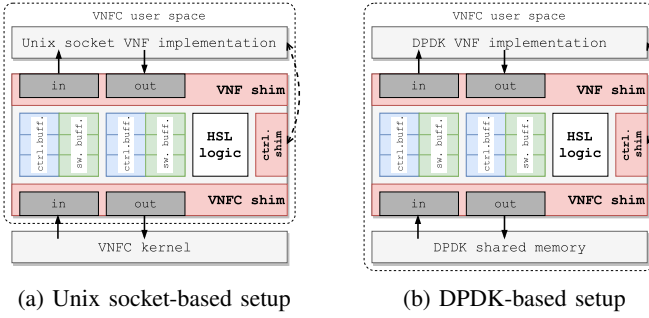 VNFC user space
Unix socket VNF implementation
in
out
VNF shim
ctrl.buff.
sw. buff.
ctrl.buff.
sw. buff.
HSL
logic
ctrl.
shim
in
out
VNFC shim
VNFC kernel
(a) Unix socket-based setup
VNFC user space
DPDK VNF implementation
in
out
VNF shim
ctrl.buff.
sw. buff.
ctrl.buff.
sw. buff.
HSL
logic
ctrl.
shim
in
out
VNFC shim
DPDK shared memory
(b) DPDK-based setup